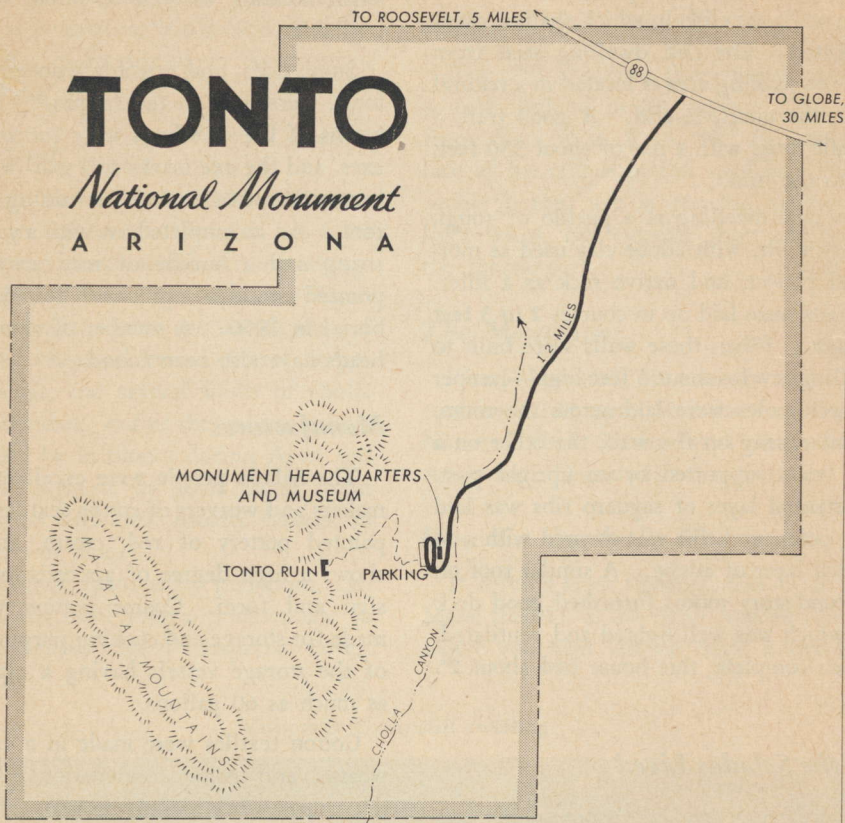 TO ROOSEVELT, 5 MILES
88
TO GLOBE,
30 MILES
TONTO
National Monument
ARIZONA
1.2 MILES
MONUMENT HEADQUARTERS
AND MUSEUM
TONTO RUIN
PARKING
MAZATZAL MOUNTAINS
CHOLLA CANYON